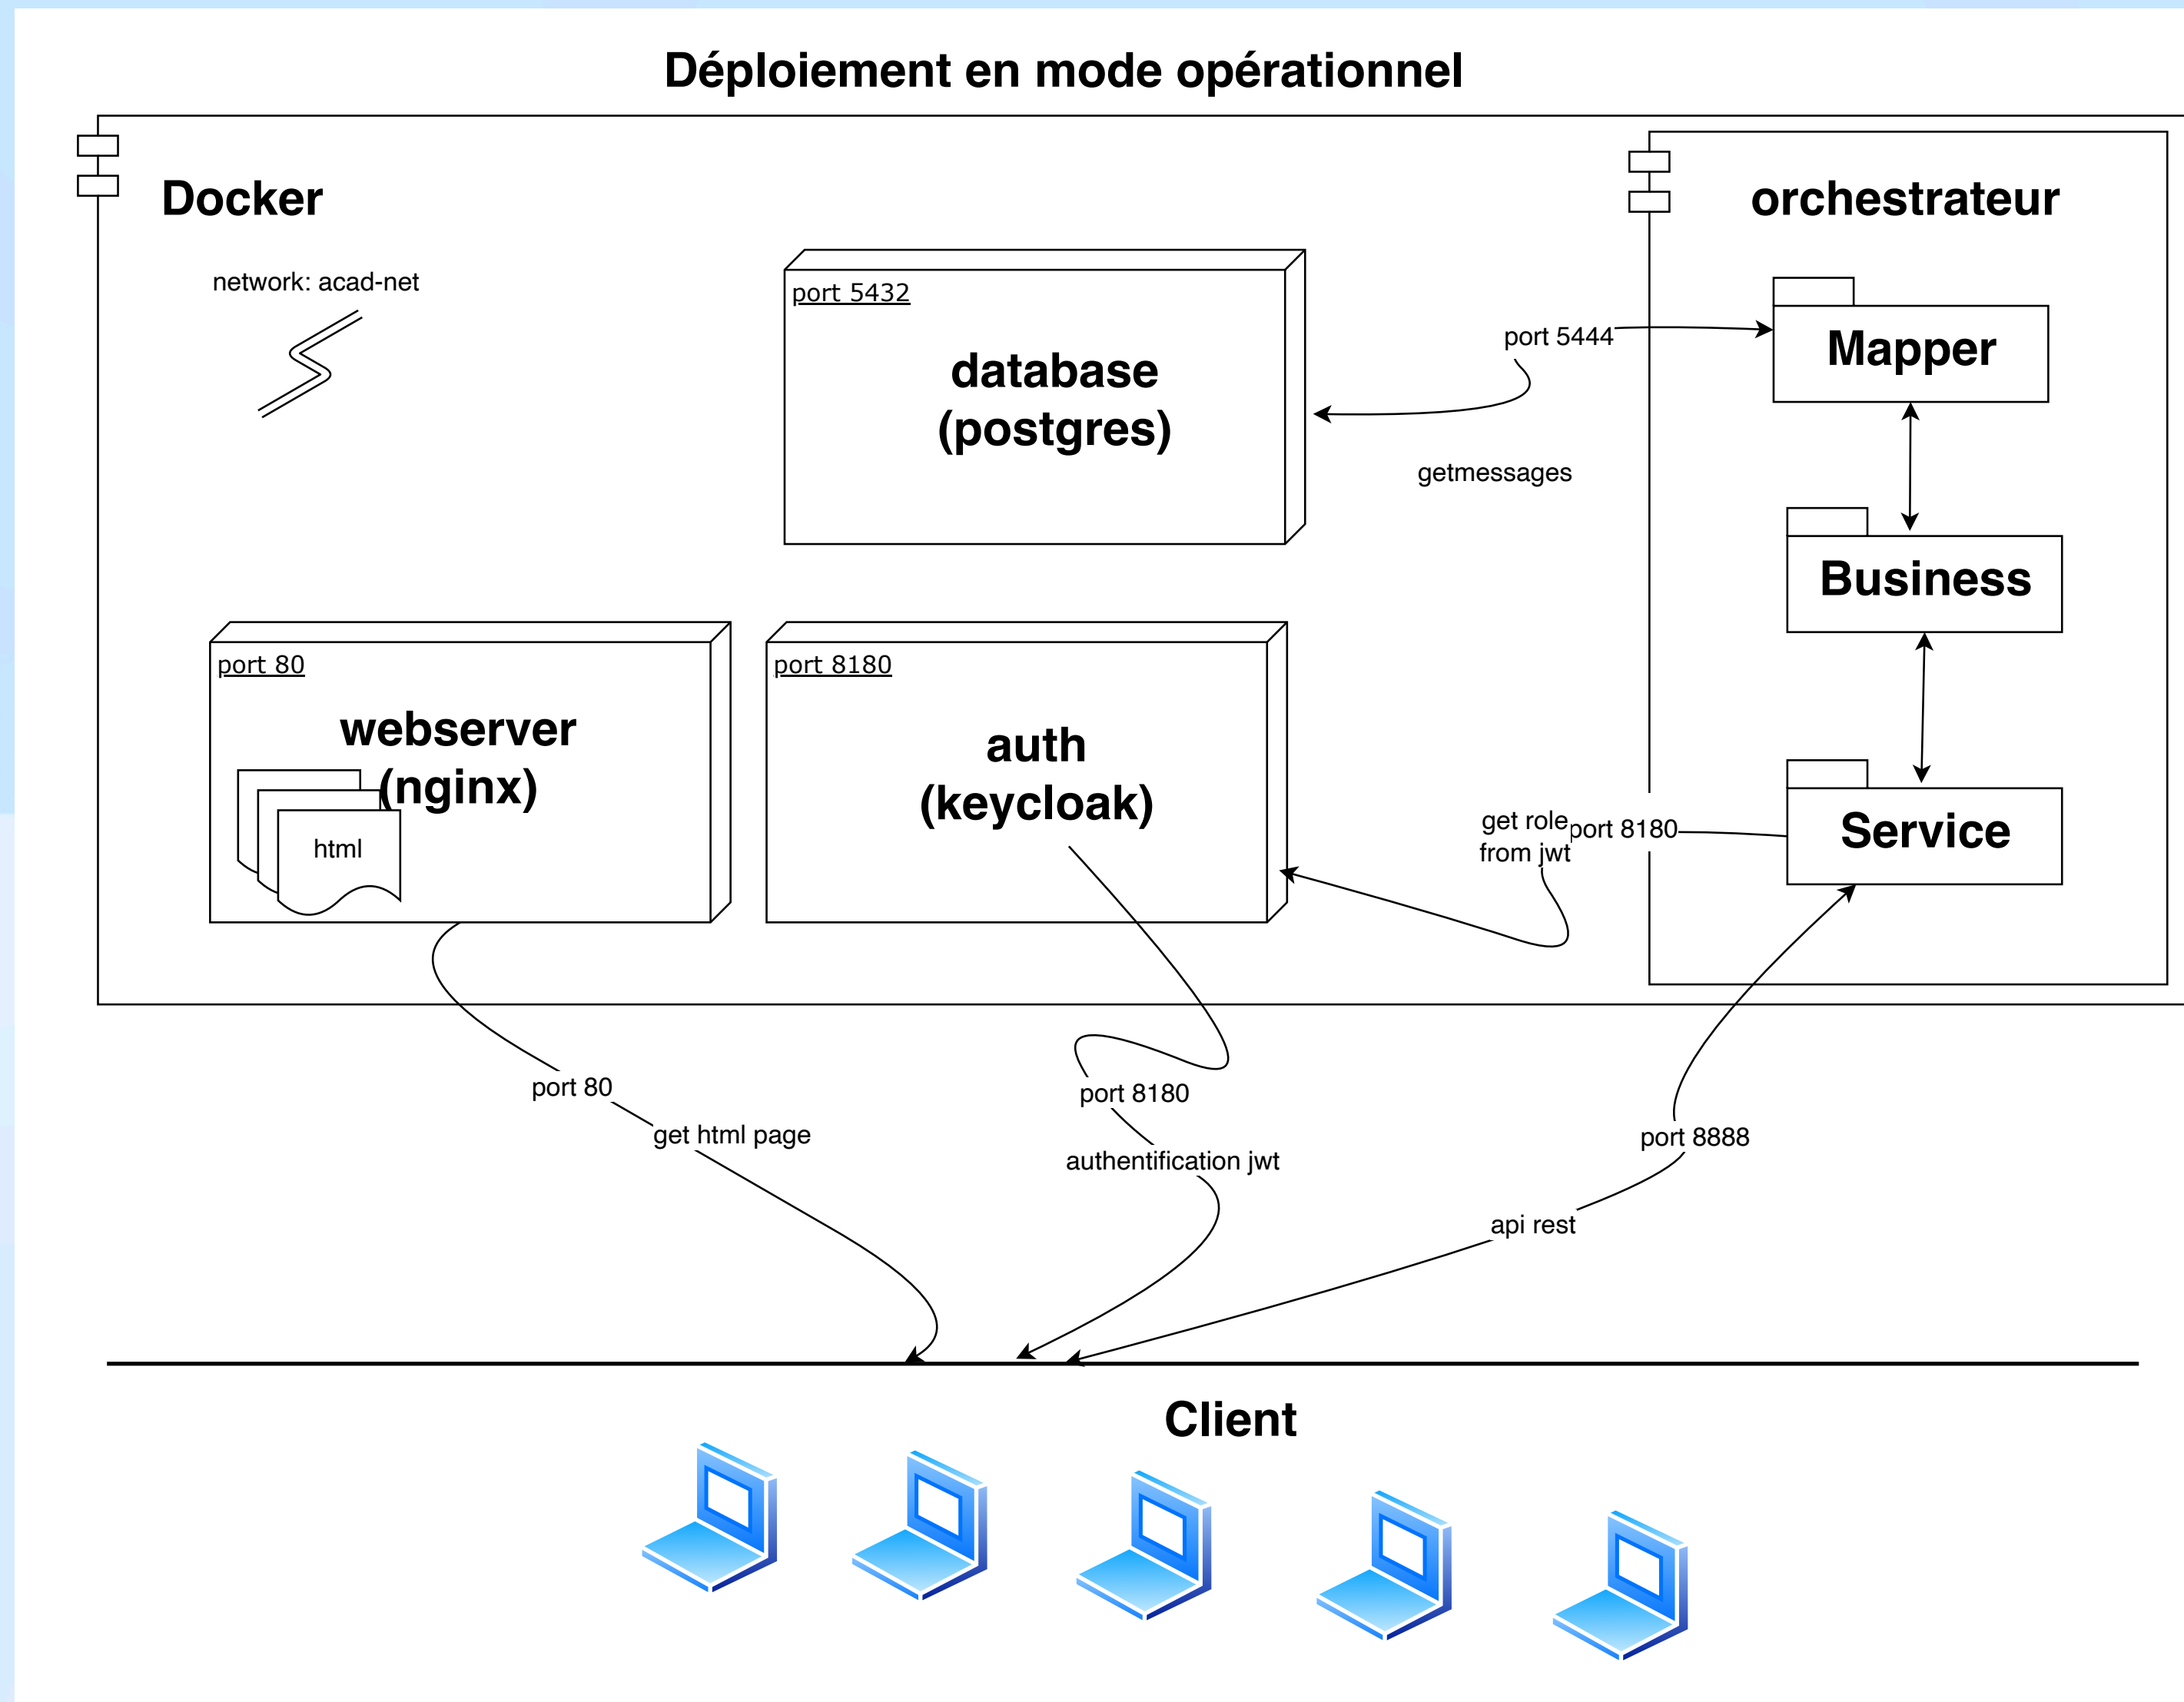 Déploiement en mode opérationnel
Docker
network: acad-net
orchestrateur
port 5432
database
(postgres)
port 5444
getmessages
Mapper
Business
port 80
webserver
(nginx)
html
port 8180
auth
(keycloak)
get role
from jwt
port 8180
Service
port 80
get html page
port 8180
authentification jwt
port 8888
api rest
Client